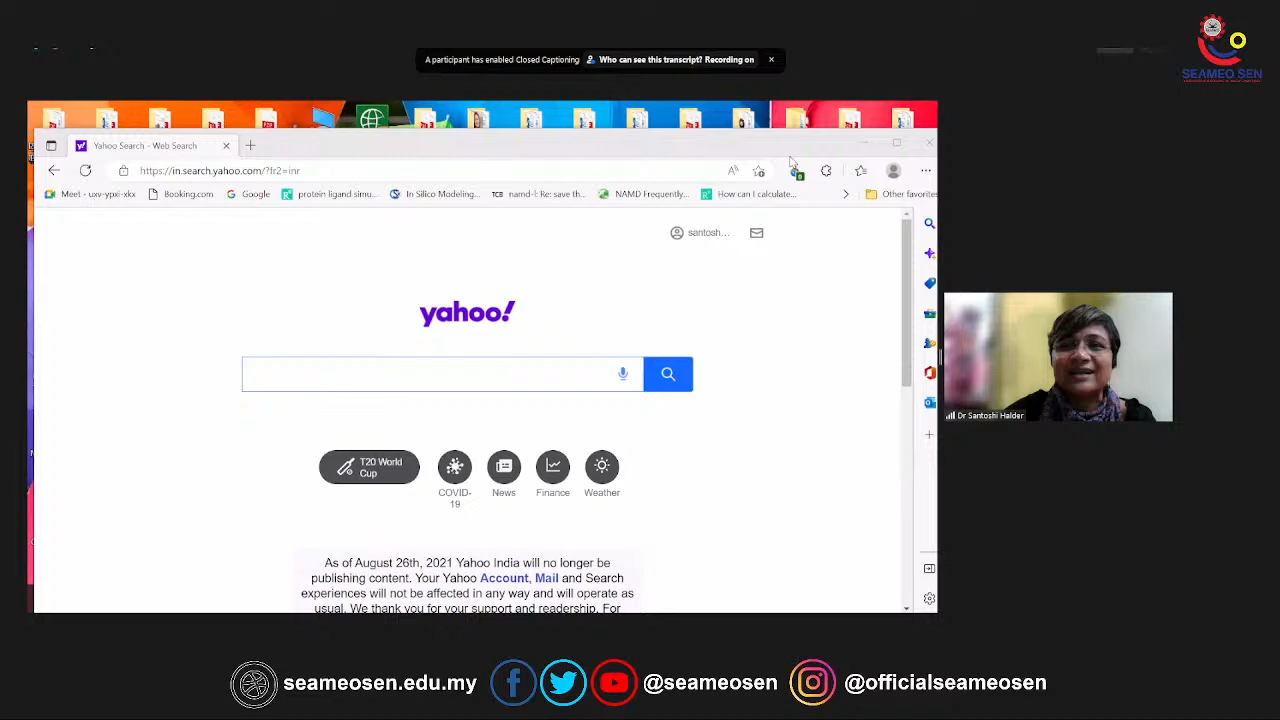 A participant has enabled Closed Captioning Who can see this transcript? Recording on
SEAMEO SEN
Yahoo Search - Web Search
https://in.search.yahoo.com/?fr2=inr
Meet - uxv-ypxi-xkx Booking.com Google protein ligand simu... In Silico Modeling... TCB namd-l: Re: save th... NAMD Frequently... How can I calculate... Other favorites
santosh...
yahoo!
T20 World
Cup
COVID-
19
News
Finance
Weather
As of August 26th, 2021 Yahoo India will no longer be
publishing content. Your Yahoo Account, Mail and Search
experiences will not be affected in any way and will operate as
usual. We thank you for your support and readership. For
Dr Santoshi Halder
seameosen.edu.my @seameosen @officialseameosen